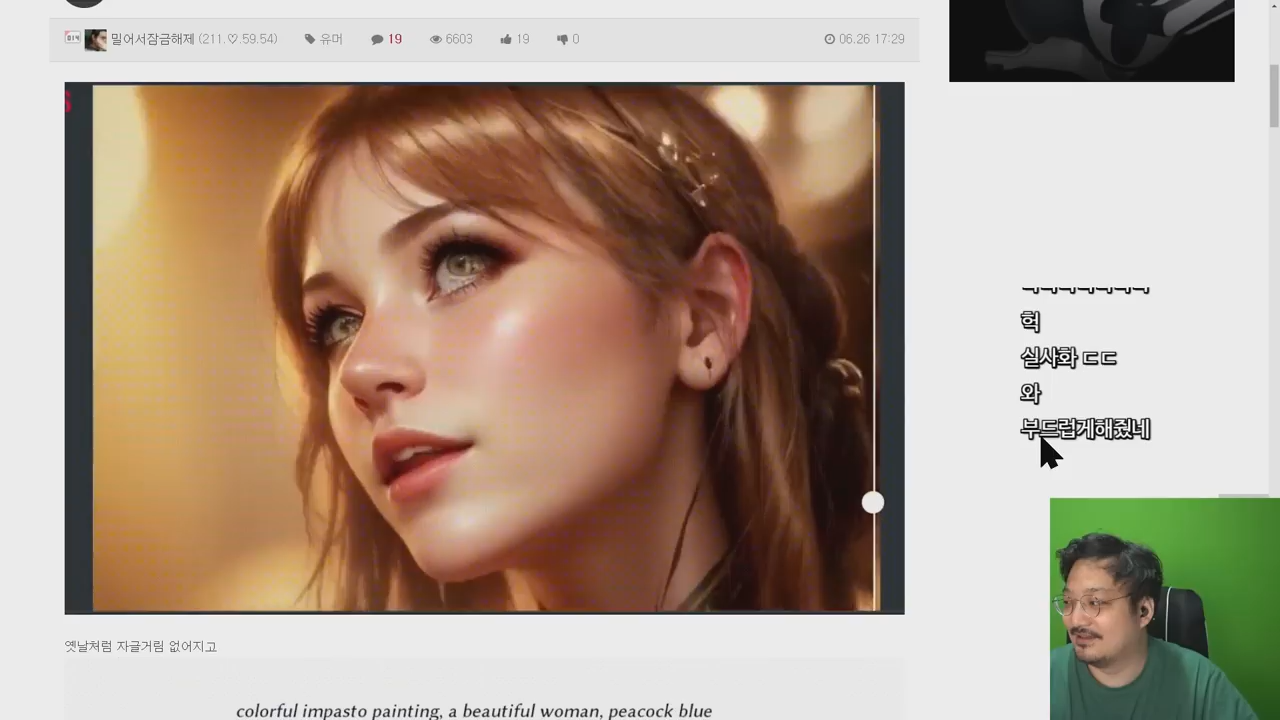 밀어서잠금해제 (211.♡.59.54) 유머 19 6603 19 0 06.26 17:29
헉
실사화 ㄷㄷ
와
부드럽게해줬네
옛날처럼 자글거림 없어지고
colorful impasto painting, a beautiful woman, peacock blue